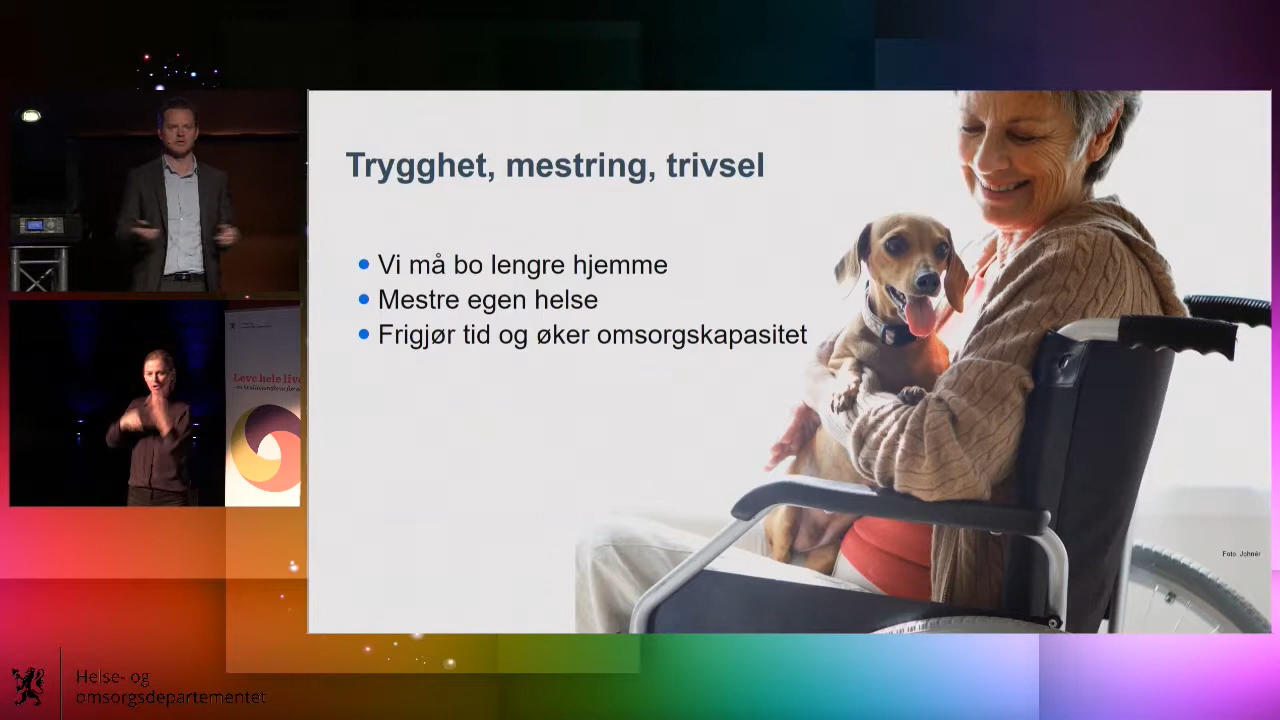 Trygghet, mestring, trivsel
Vi må bo lengre hjemme
Mestre egen helse
Frigjør tid og øker omsorgskapasitet
Foto: Johnér
Leve hele liv
Helse- og
omsorgsdepartementet